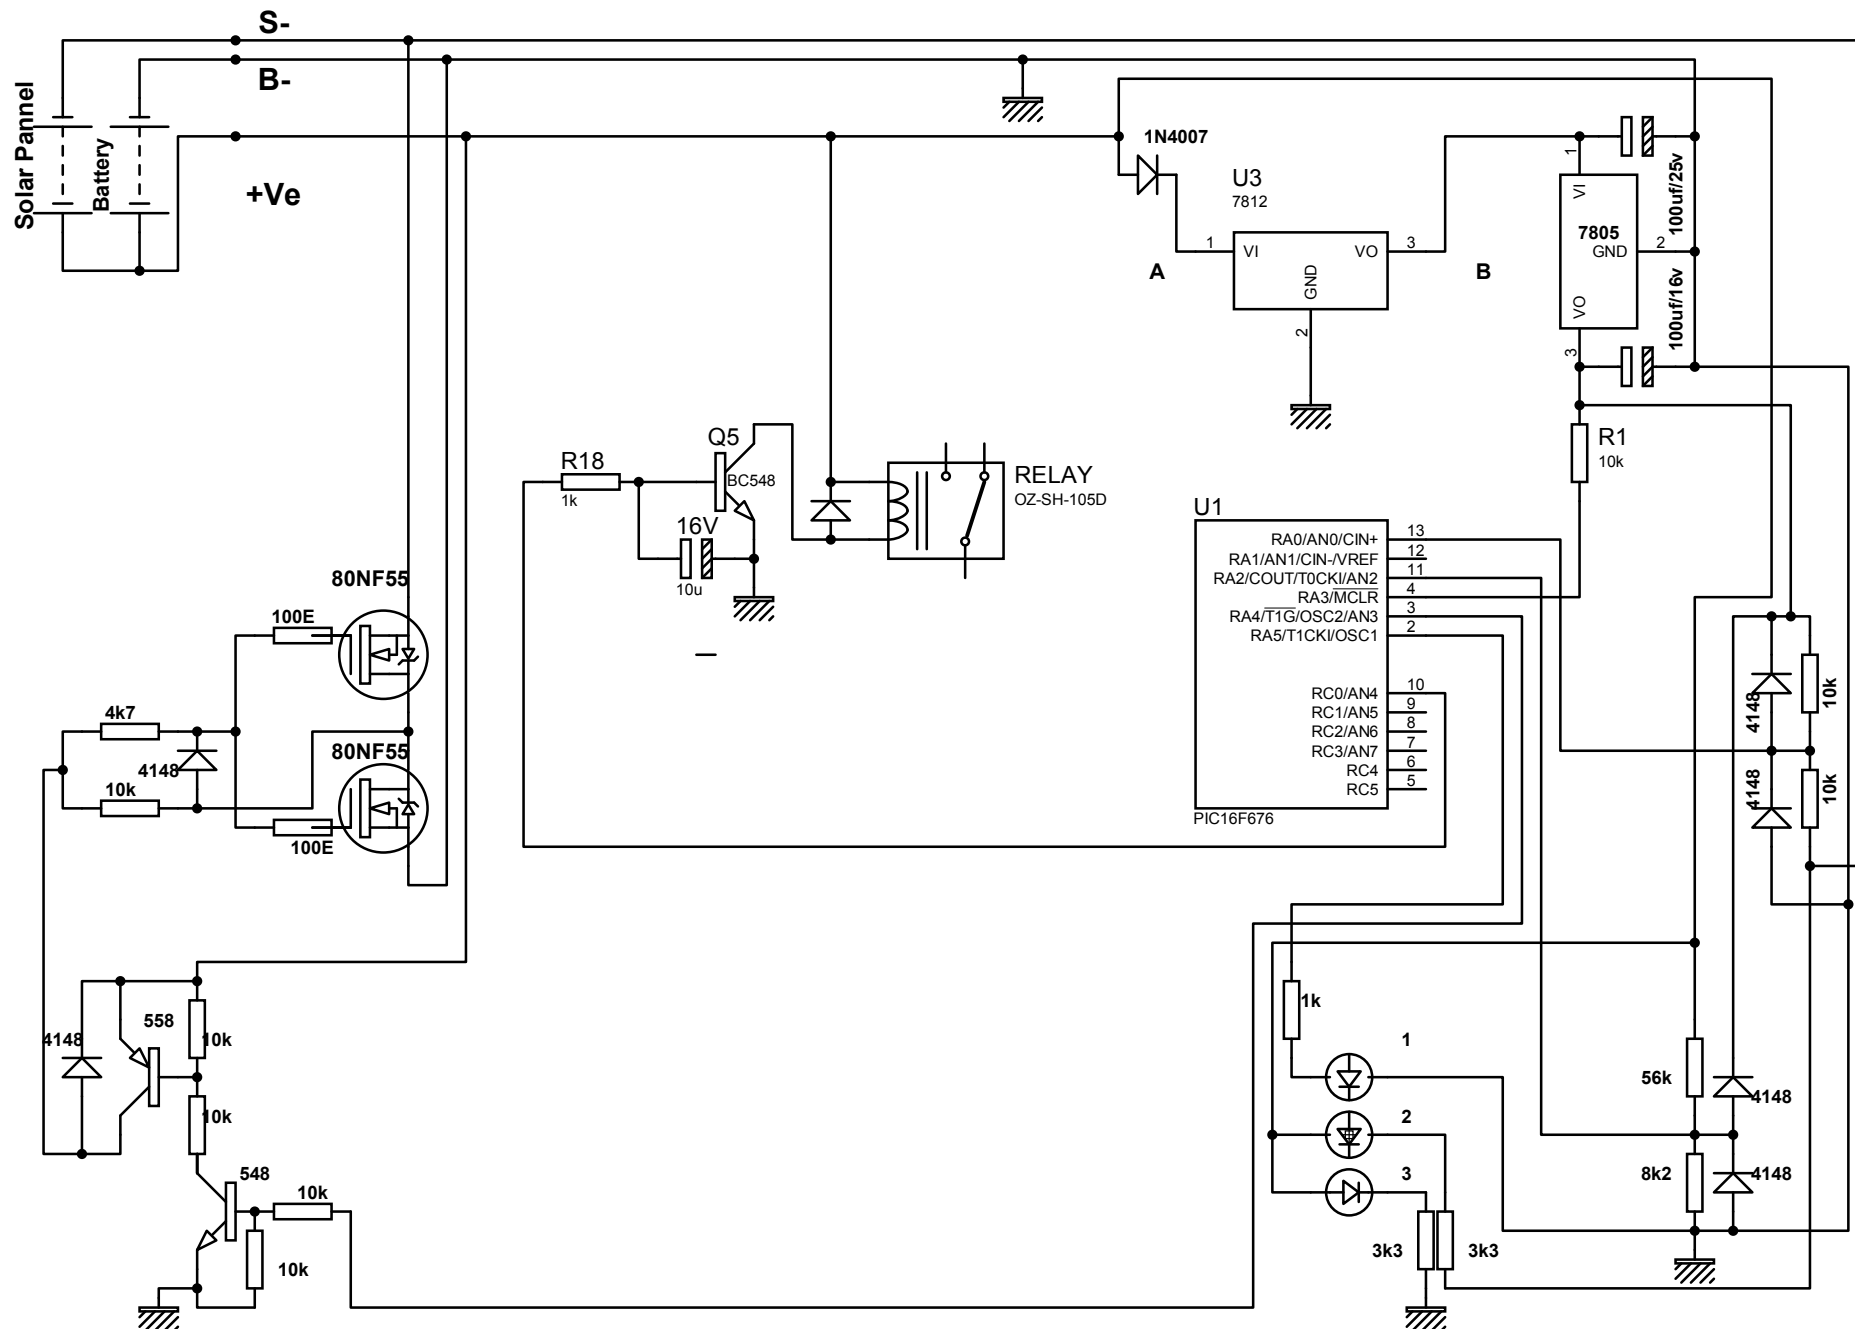 S-
B-
Solar Pannel
Battery
+Ve
1N4007
U3
7812
A
1
VI
VO
3
GND
2
B
1
VI
7805
GND
2
VO
3
100uf/25v
100uf/16v
R1
10k
R18
1k
Q5
BC548
16V
10u
RELAY
OZ-SH-105D
U1
RA0/AN0/CIN+
13
RA1/AN1/CIN-/VREF
12
RA2/COUT/T0CKI/AN2
11
RA3/MCLR
4
RA4/T1G/OSC2/AN3
3
RA5/T1CKI/OSC1
2
RC0/AN4
10
RC1/AN5
9
RC2/AN6
8
RC3/AN7
7
RC4
6
RC5
5
PIC16F676
80NF55
100E
4k7
4148
10k
80NF55
100E
4148
10k
4148
10k
4148
558
10k
10k
548
10k
10k
1k
1
2
3
3k3
3k3
56k
4148
8k2
4148